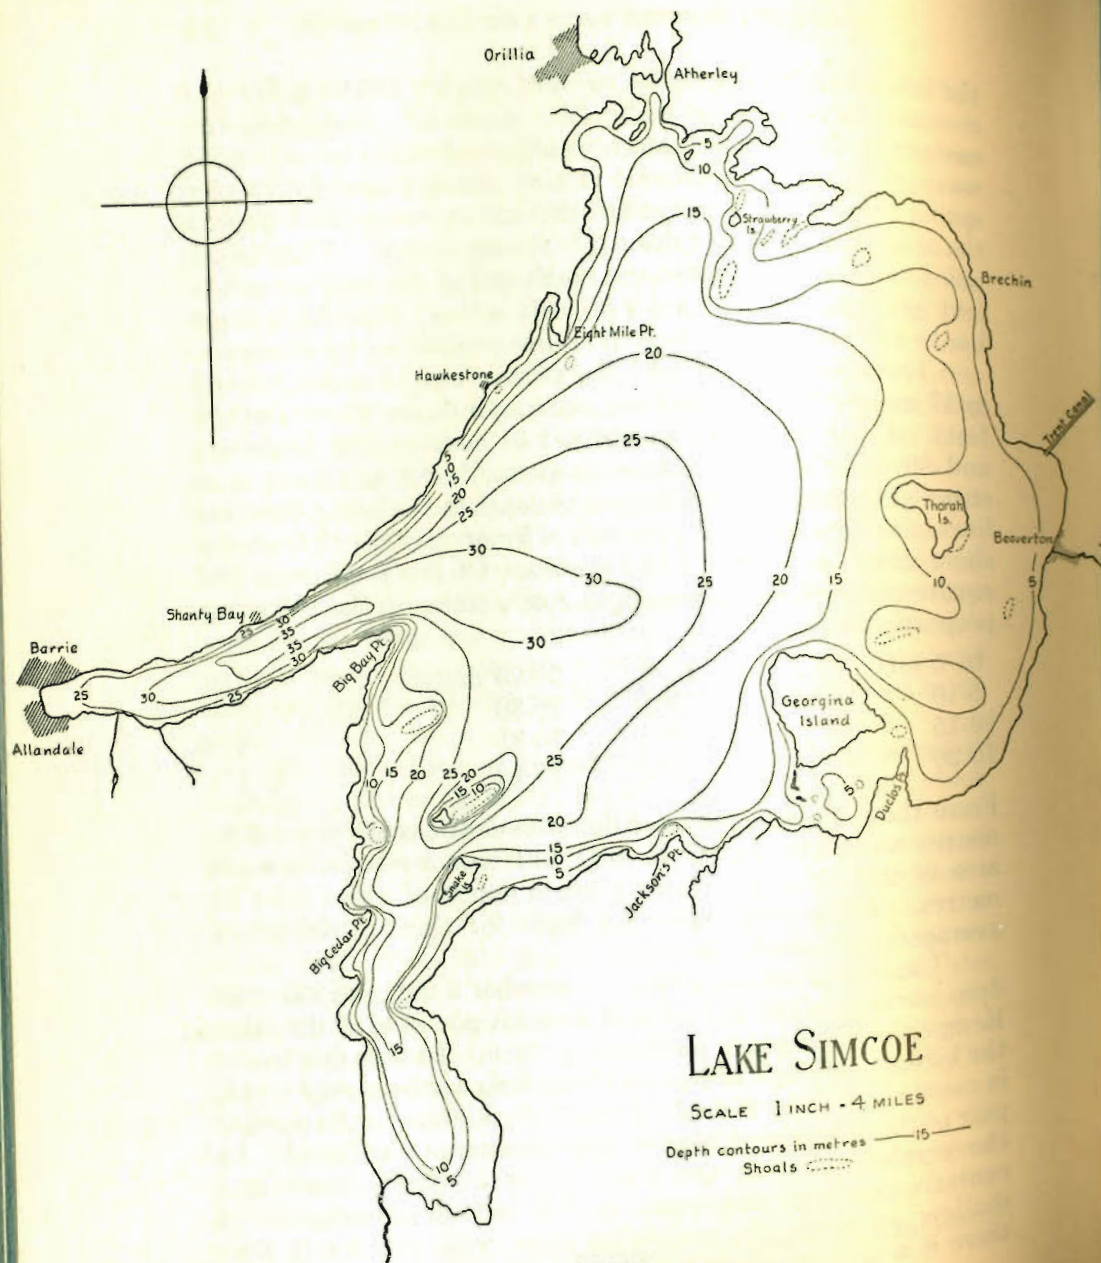 Orillia
Atherley
5
10
15
Strawberry
Is.
Brechin
Eight Mile Pt.
20
Hawkestone
Trent Canal
25
5
10
15
20
25
Thorah
Is.
Beaverton
30
30
25
20
15
10
5
Shanty Bay
30
25
35
35
30
30
Barrie
Big Bay Pt.
25
30
25
Georgina
Island
Allandale
10
15
20
25
20
15
10
25
5
Duclos Pt.
20
15
10
5
Snake
Is.
Jackson's Pt.
Big Cedar Pt.
15
LAKE SIMCOE
SCALE 1 INCH - 4 MILES
Depth contours in metres 15
Shoals
10
5